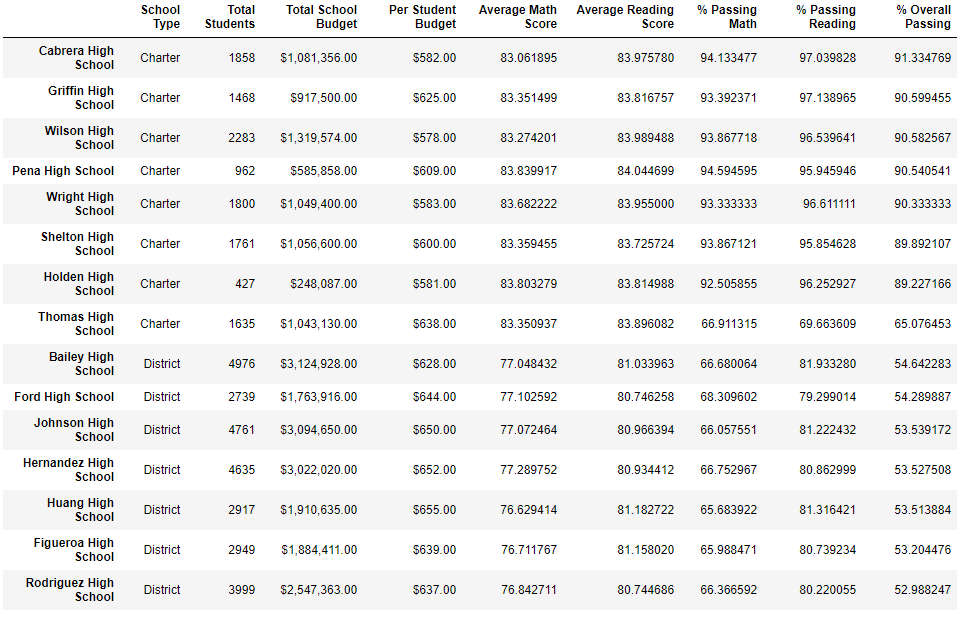 School Type Total Students Total School Budget Per Student Budget Average Math Score Average Reading Score % Passing Math % Passing Reading % Overall Passing
Cabrera High School Charter 1858 $1,081,356.00 $582.00 83.061895 83.975780 94.133477 97.039828 91.334769
Griffin High School Charter 1468 $917,500.00 $625.00 83.351499 83.816757 93.392371 97.138965 90.599455
Wilson High School Charter 2283 $1,319,574.00 $578.00 83.274201 83.989488 93.867718 96.539641 90.582567
Pena High School Charter 962 $585,858.00 $609.00 83.839917 84.044699 94.594595 95.945946 90.540541
Wright High School Charter 1800 $1,049,400.00 $583.00 83.682222 83.955000 93.333333 96.611111 90.333333
Shelton High School Charter 1761 $1,056,600.00 $600.00 83.359455 83.725724 93.867121 95.854628 89.892107
Holden High School Charter 427 $248,087.00 $581.00 83.803279 83.814988 92.505855 96.252927 89.227166
Thomas High School Charter 1635 $1,043,130.00 $638.00 83.350937 83.896082 66.911315 69.663609 65.076453
Bailey High School District 4976 $3,124,928.00 $628.00 77.048432 81.033963 66.680064 81.933280 54.642283
Ford High School District 2739 $1,763,916.00 $644.00 77.102592 80.746258 68.309602 79.299014 54.289887
Johnson High School District 4761 $3,094,650.00 $650.00 77.072464 80.966394 66.057551 81.222432 53.539172
Hernandez High School District 4635 $3,022,020.00 $652.00 77.289752 80.934412 66.752967 80.862999 53.527508
Huang High School District 2917 $1,910,635.00 $655.00 76.629414 81.182722 65.683922 81.316421 53.513884
Figueroa High School District 2949 $1,884,411.00 $639.00 76.711767 81.158020 65.988471 80.739234 53.204476
Rodriguez High School District 3999 $2,547,363.00 $637.00 76.842711 80.744686 66.366592 80.220055 52.988247